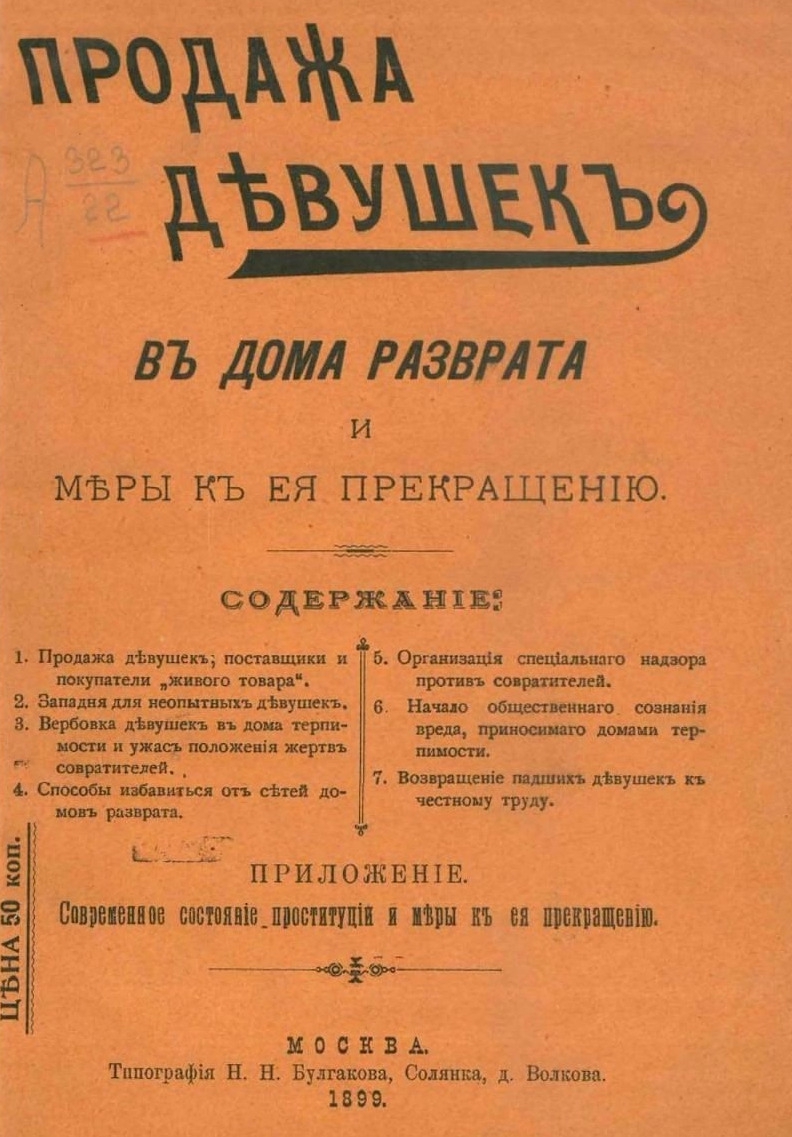 ПРОДАЖА
А 323
22
ДѢВУШЕКЪ
ВЪ ДОМА РАЗВРАТА
И
МѢРЫ КЪ ЕЯ ПРЕКРАЩЕНІЮ.
СОДЕРЖАНІЕ:
1. Продажа дѣвушекъ; поставщики и
покупатели „живого товара“.
2. Западня для неопытныхъ дѣвушекъ.
3. Вербовка дѣвушекъ въ дома терпи-
мости и ужасъ положенія жертвъ
совратителей.
4. Способы избавиться отъ сѣтей до-
мовъ разврата.
5. Организація спеціальнаго надзора
противъ совратителей.
6. Начало общественнаго сознанія
вреда, приносимаго домами тер-
пимости.
7. Возвращеніе падшихъ дѣвушекъ къ
честному труду.
ЦѢНА 50 коп.
ПРИЛОЖЕНІЕ.
Современное состояніе проституціи и мѣры къ ея прекращенію.
МОСКВА.
Типографія Н. Н. Булгакова, Солянка, д. Волкова.
1899.